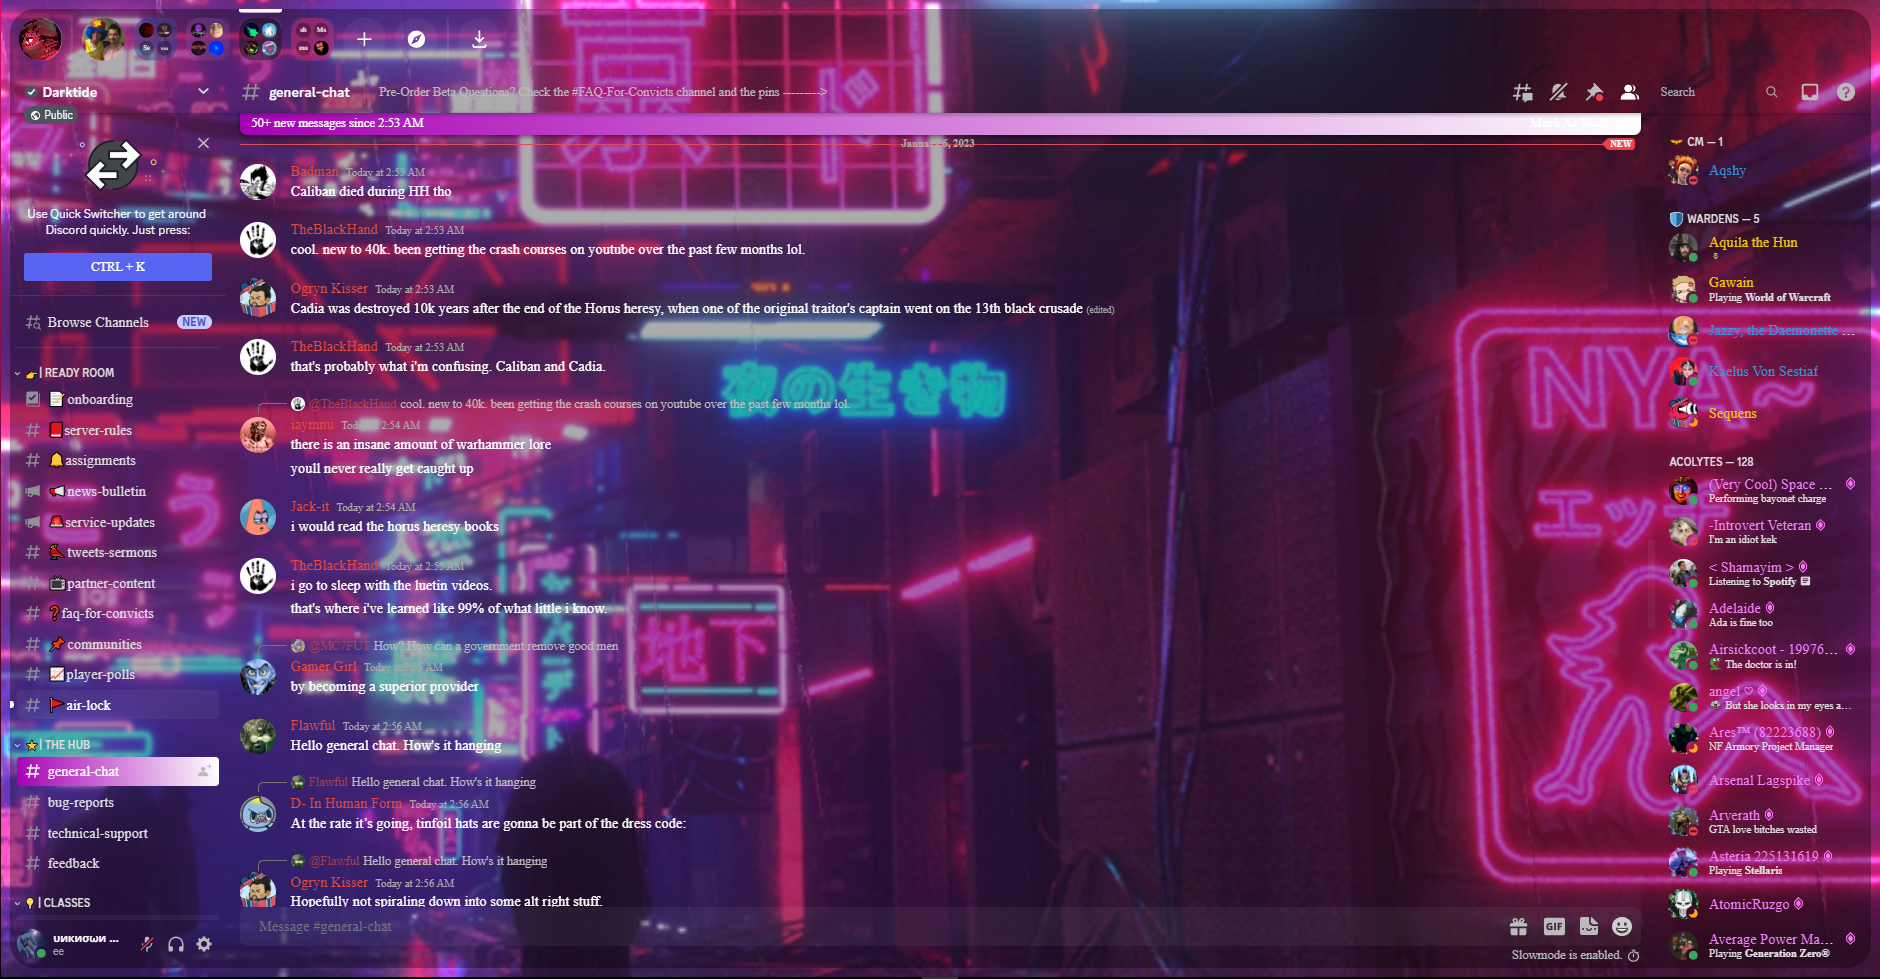 Darktide
Public
Use Quick Switcher to get around
Discord quickly. Just press:
CTRL + K
Browse Channels NEW
| READY ROOM
onboarding
server-rules
assignments
news-bulletin
service-updates
tweets-sermons
partner-content
faq-for-convicts
communities
player-polls
air-lock
| THE HUB
general-chat
bug-reports
technical-support
feedback
| CLASSES
ee
general-chat
Pre-Order Beta Questions? Check the #FAQ-For-Convicts channel and the pins --------->
Search
50+ new messages since 2:53 AM
January 6, 2023
NEW
Badman Today at 2:53 AM
Caliban died during HH tho
TheBlackHand Today at 2:53 AM
cool. new to 40k. been getting the crash courses on youtube over the past few months lol.
Ogryn Kisser Today at 2:53 AM
Cadia was destroyed 10k years after the end of the Horus heresy, when one of the original traitor's captain went on the 13th black crusade (edited)
TheBlackHand Today at 2:53 AM
that's probably what i'm confusing. Caliban and Cadia.
@TheBlackHand cool. new to 40k. been getting the crash courses on youtube over the past few months lol.
iaymnu Today at 2:54 AM
there is an insane amount of warhammer lore
youll never really get caught up
Jack-it Today at 2:54 AM
i would read the horus heresy books
TheBlackHand Today at 2:55 AM
i go to sleep with the luetin videos.
that's where i've learned like 99% of what little i know.
@MC7FUT How? How can a government remove good men
Gamer Girl Today at 2:55 AM
by becoming a superior provider
Flawful Today at 2:56 AM
Hello general chat. How's it hanging
Flawful Hello general chat. How's it hanging
D- In Human Form Today at 2:56 AM
At the rate it's going, tinfoil hats are gonna be part of the dress code:
@Flawful Hello general chat. How's it hanging
Ogryn Kisser Today at 2:56 AM
Hopefully not spiraling down into some alt right stuff.
Message #general-chat
GIF
Slowmode is enabled.
CM — 1
Aqshy
WARDENS — 5
Aquila the Hun
Gawain
Playing World of Warcraft
Jazzy, the Daemonette ...
Kaelus Von Sestiaf
Sequens
ACOLYTES — 128
(Very Cool) Space ...
Performing bayonet charge
-Introvert Veteran
I'm an idiot kek
< Shamayim >
Listening to Spotify
Adelaide
Ada is fine too
Airsickcoot - 19976...
The doctor is in!
angel ♡
But she looks in my eyes a...
Ares™ (82223688)
NF Armory Project Manager
Arsenal Lagspike
Arverath
GTA love bitches wasted
Asteria 225131619
Playing Stellaris
AtomicRuzgo
Average Power Ma...
Playing Generation Zero®
夜の生き物
地下
NYA~
エッ